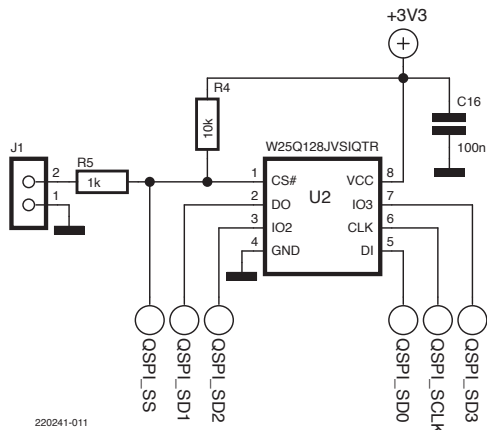 +3V3
R4
10k
C16
100n
J1
2
1
R5
1k
W25Q128JVSIQTR
U2
1
CS#
VCC
8
2
DO
IO3
7
3
IO2
CLK
6
4
GND
DI
5
QSPI_SS
QSPI_SD1
QSPI_SD2
QSPI_SD0
QSPI_SCLK
QSPI_SD3
220241-011